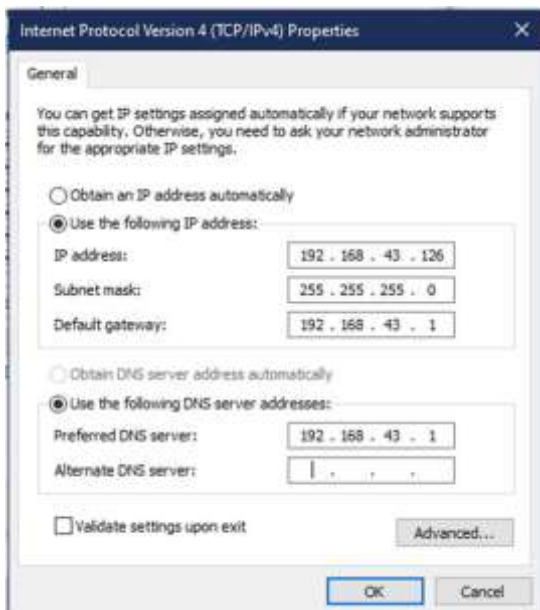 Internet Protocol Version 4 (TCP/IPv4) Properties
General
You can get IP settings assigned automatically if your network supports
this capability. Otherwise, you need to ask your network administrator
for the appropriate IP settings.
Obtain an IP address automatically
Use the following IP address:
IP address: 192 . 168 . 43 . 126
Subnet mask: 255 . 255 . 255 . 0
Default gateway: 192 . 168 . 43 . 1
Obtain DNS server address automatically
Use the following DNS server addresses:
Preferred DNS server: 192 . 168 . 43 . 1
Alternate DNS server: . . .
Validate settings upon exit
Advanced...
OK Cancel